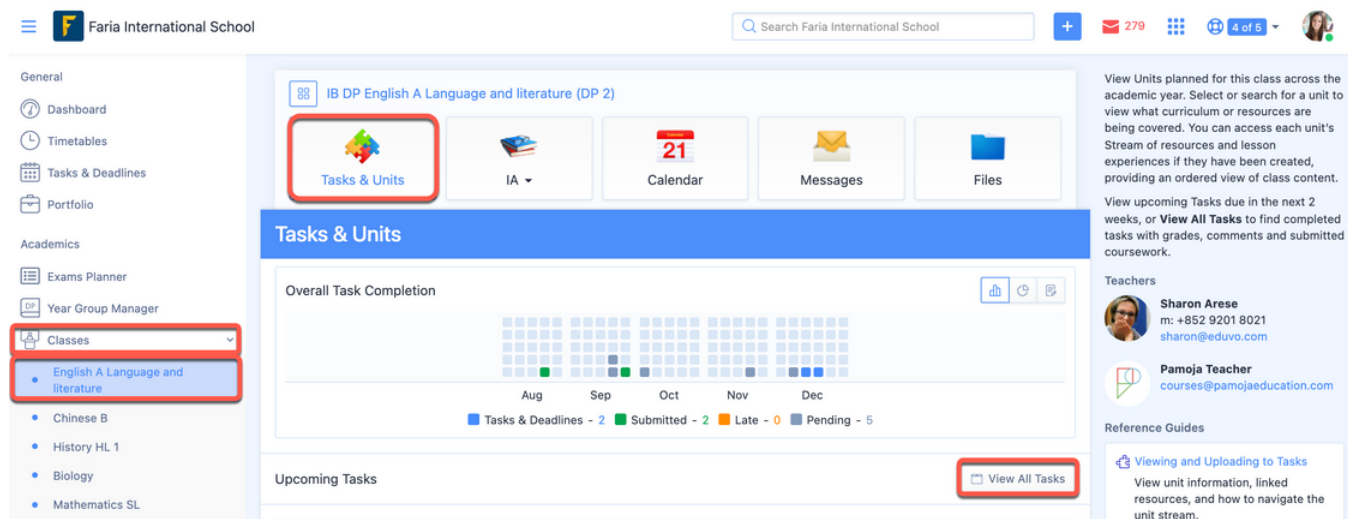 Faria International School
Search Faria International School
279
4 of 5
General
Dashboard
Timetables
Tasks & Deadlines
Portfolio
Academics
Exams Planner
DP
Year Group Manager
Classes
English A Language and
literature
Chinese B
History HL 1
Biology
Mathematics SL
IB DP English A Language and literature (DP 2)
Tasks & Units
IA
21
Calendar
Messages
Files
Tasks & Units
Overall Task Completion
Aug Sep Oct Nov Dec
Tasks & Deadlines - 2 Submitted - 2 Late - 0 Pending - 5
Upcoming Tasks
View All Tasks
View Units planned for this class across the
academic year. Select or search for a unit to
view what curriculum or resources are
being covered. You can access each unit's
Stream of resources and lesson
experiences if they have been created,
providing an ordered view of class content.
View upcoming Tasks due in the next 2
weeks, or View All Tasks to find completed
tasks with grades, comments and submitted
coursework.
Teachers
Sharon Arese
m: +852 9201 8021
sharon@eduvo.com
Pamoja Teacher
courses@pamojaeducation.com
Reference Guides
Viewing and Uploading to Tasks
View unit information, linked
resources, and how to navigate the
unit stream.